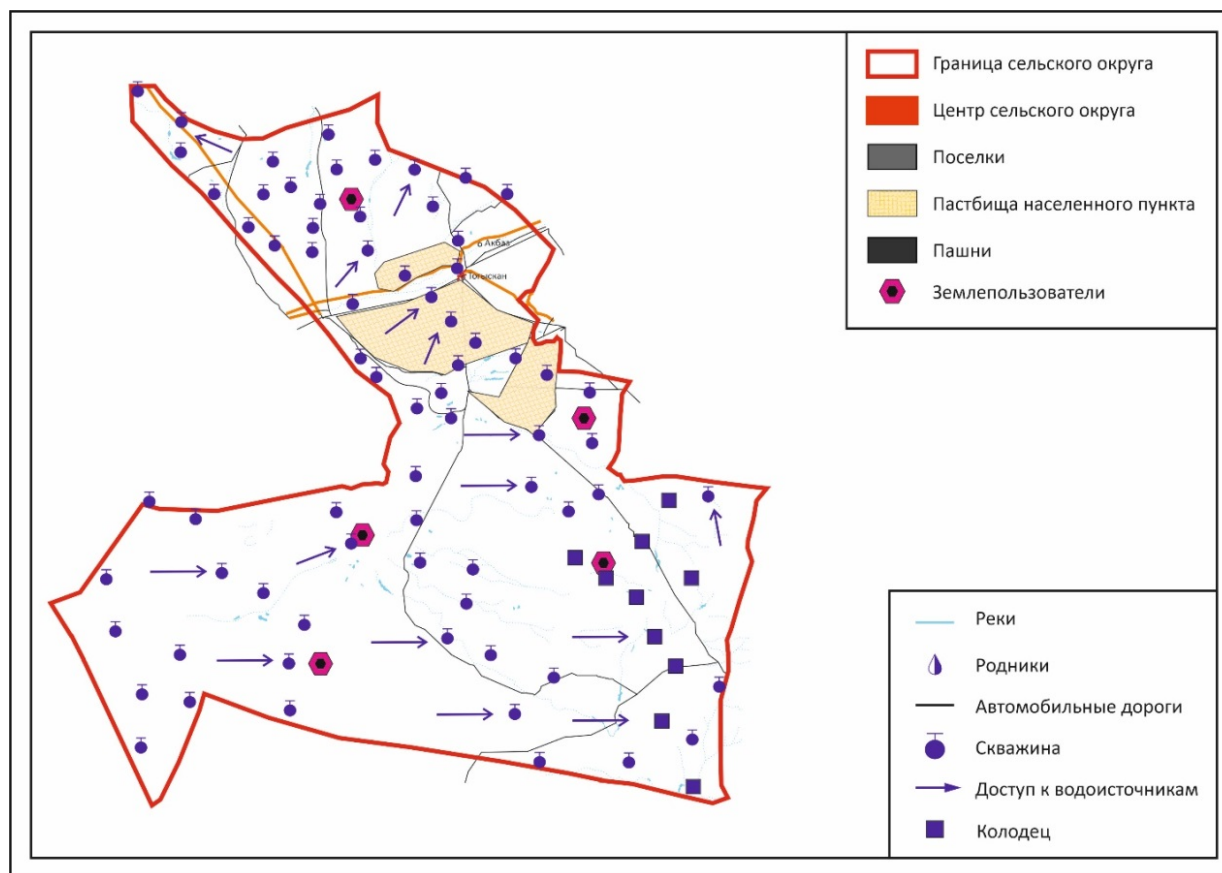 Граница сельского округа
Центр сельского округа
Поселки
Пастбища населенного пункта
Пашни
Землепользователи
Акбаз
Реки
Родники
Автомобильные дороги
Скважина
Доступ к водоисточникам
Колодец